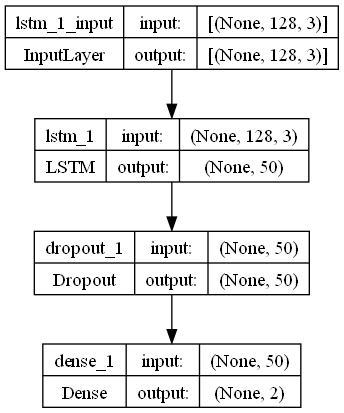 lstm_1_input input: [(None, 128, 3)]
InputLayer output: [(None, 128, 3)]
lstm_1 input: (None, 128, 3)
LSTM output: (None, 50)
dropout_1 input: (None, 50)
Dropout output: (None, 50)
dense_1 input: (None, 50)
Dense output: (None, 2)